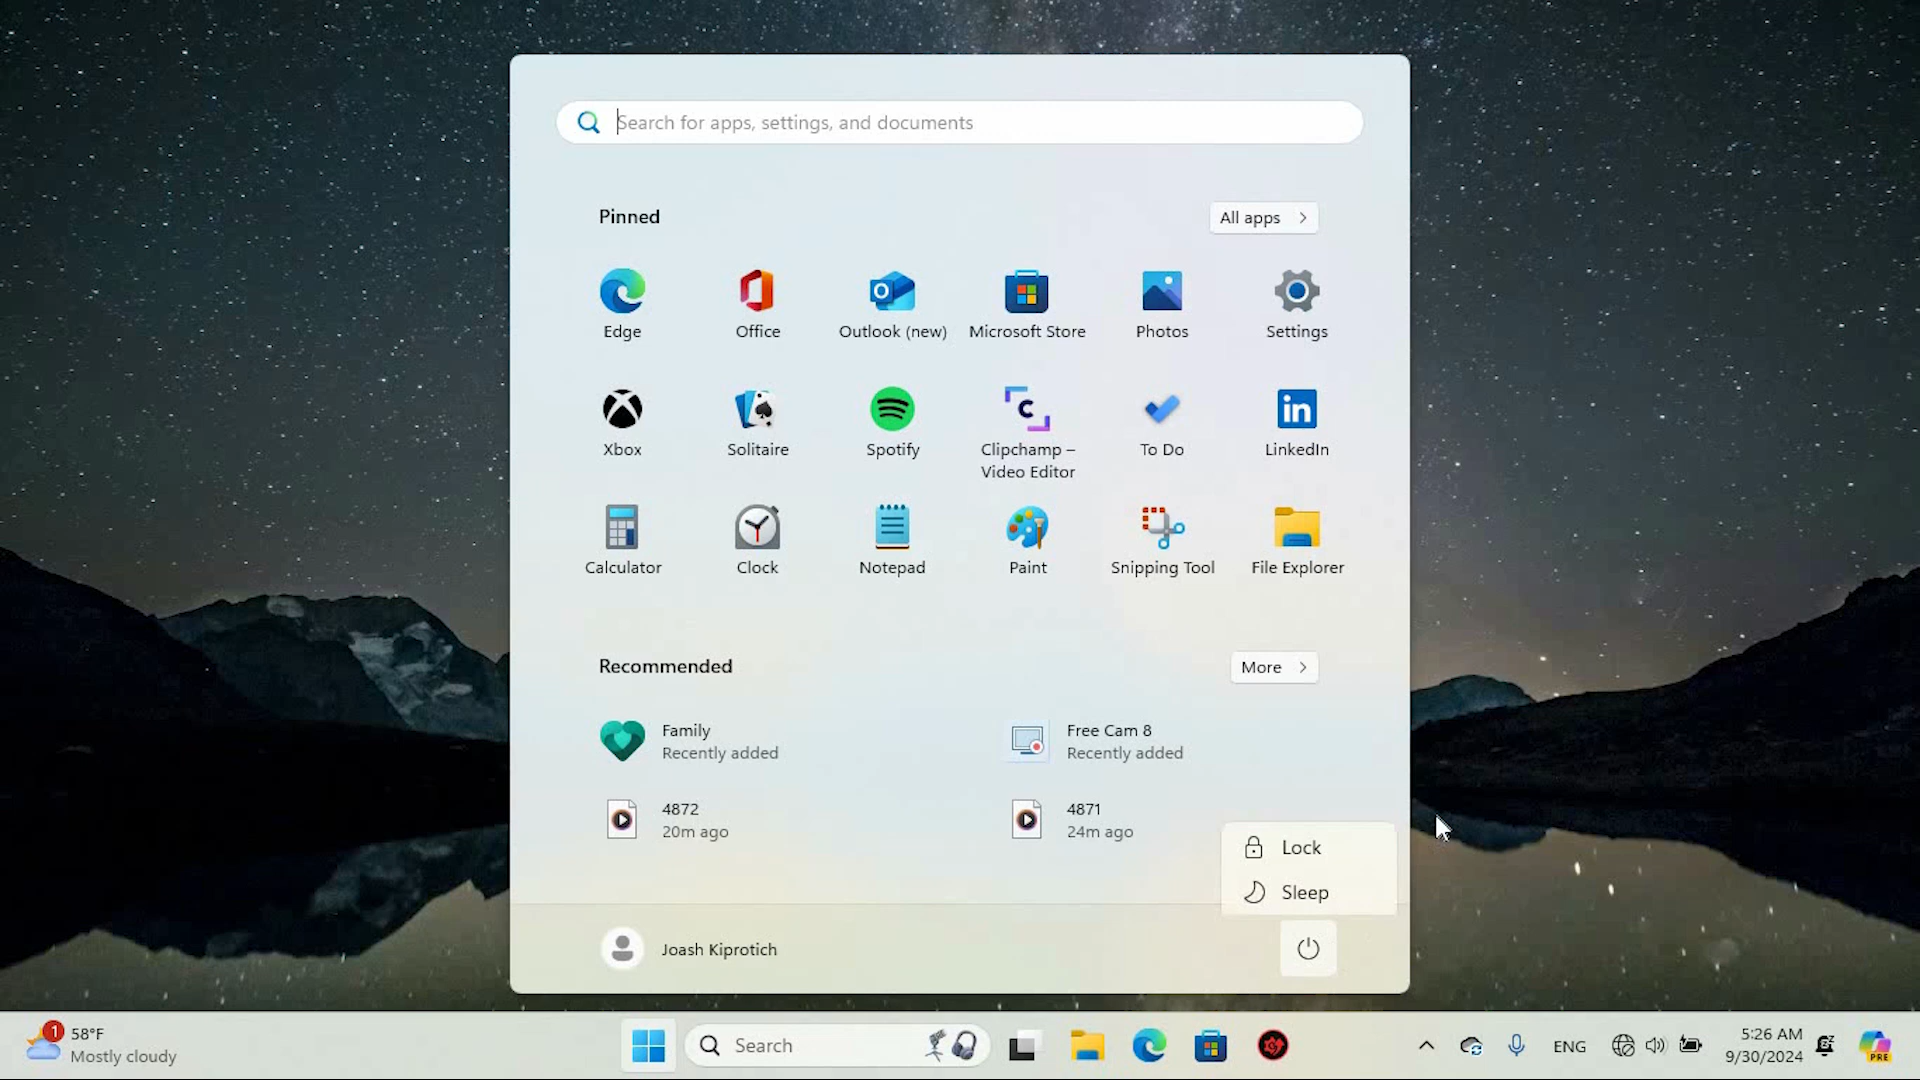 Search for apps, settings, and documents
Pinned
All apps
Edge
Office
Outlook (new)
Microsoft Store
Photos
Settings
Xbox
Solitaire
Spotify
Clipchamp –
Video Editor
To Do
LinkedIn
Calculator
Clock
Notepad
Paint
Snipping Tool
File Explorer
Recommended
More
Family
Recently added
Free Cam 8
Recently added
4872
20m ago
4871
24m ago
Lock
Sleep
Joash Kiprotich
1
58°F
Mostly cloudy
Search
ENG
5:26 AM
9/30/2024
PRE